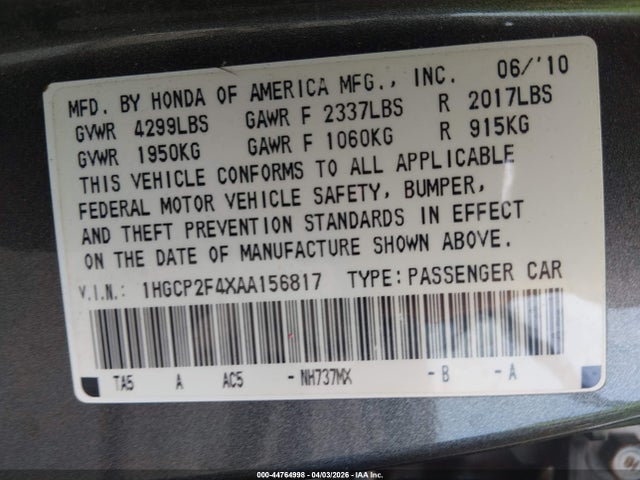 MFD. BY HONDA OF AMERICA MFG., INC. 06/'10
GVWR 4299LBS GAWR F 2337LBS R 2017LBS
GVWR 1950KG GAWR F 1060KG R 915KG
THIS VEHICLE CONFORMS TO ALL APPLICABLE
FEDERAL MOTOR VEHICLE SAFETY, BUMPER,
AND THEFT PREVENTION STANDARDS IN EFFECT
ON THE DATE OF MANUFACTURE SHOWN ABOVE.
V.I.N.: 1HGCP2F4XAA156817 TYPE:PASSENGER CAR
TA5 A AC5 -NH737MX -B -A
000-44764998 04/03/2026 - IAA Inc.